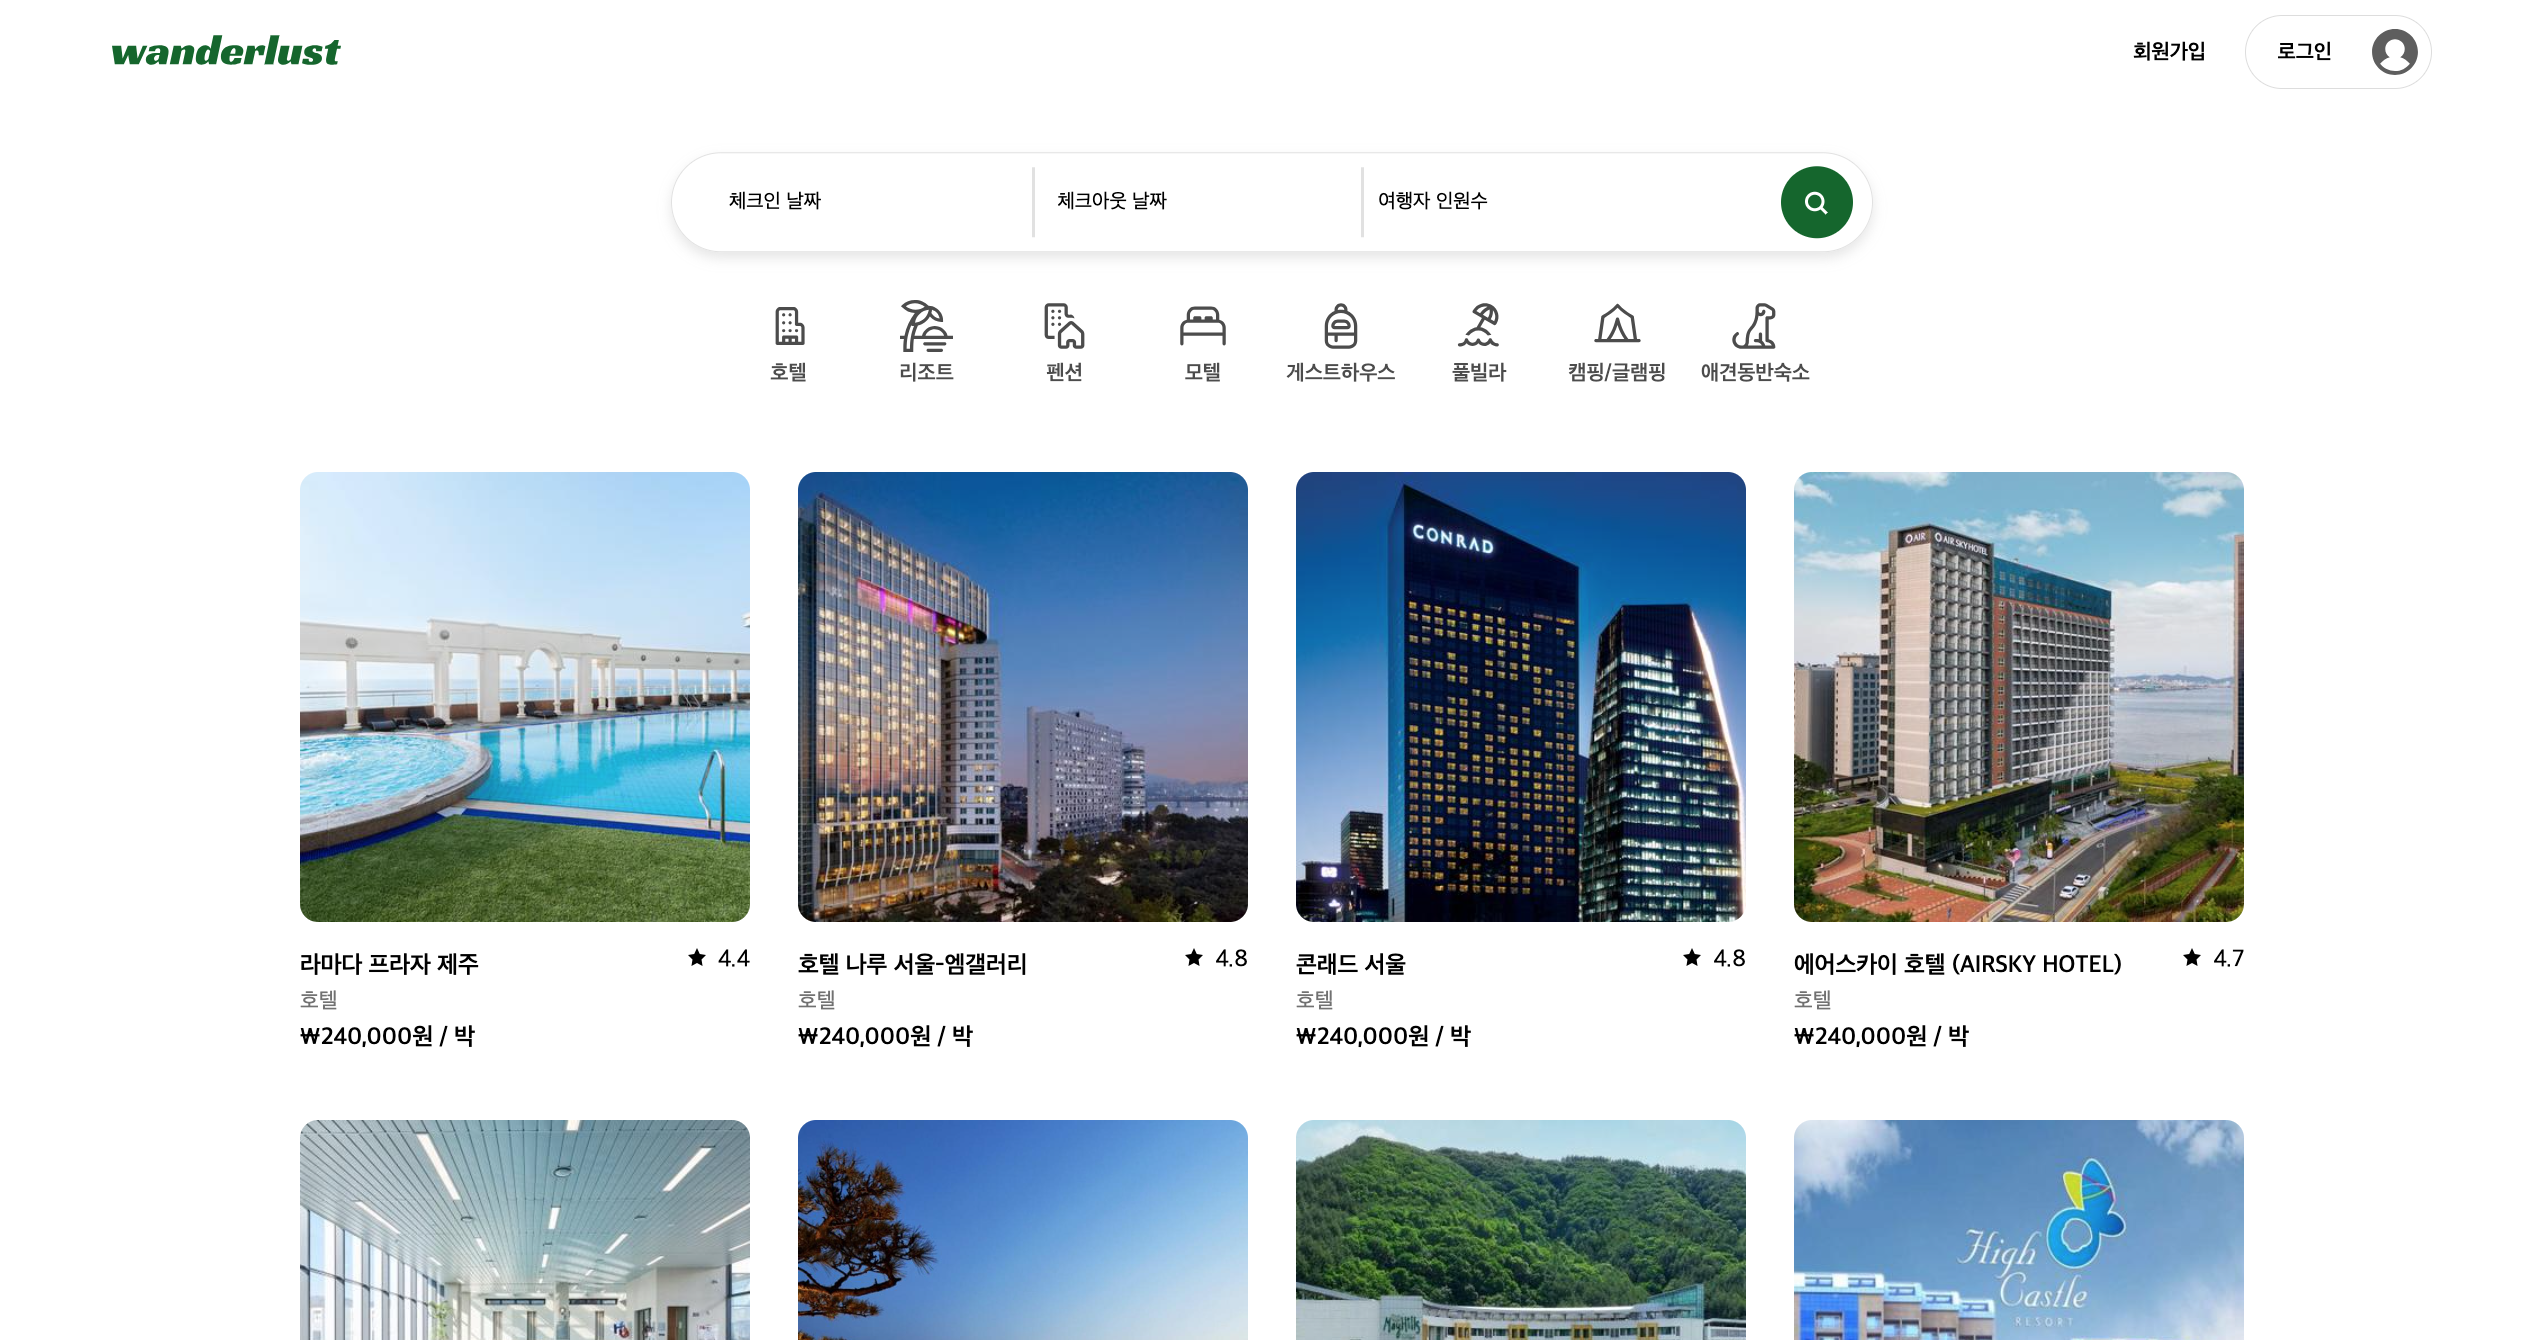 wanderlust
회원가입
로그인
체크인 날짜
체크아웃 날짜
여행자 인원수
호텔
리조트
펜션
모텔
게스트하우스
풀빌라
캠핑/글램핑
애견동반숙소
CONRAD
AIR
AIR SKY HOTEL
라마다 프라자 제주
★ 4.4
호텔
₩240,000원 / 박
호텔 나루 서울-엠갤러리
★ 4.8
호텔
₩240,000원 / 박
콘래드 서울
★ 4.8
호텔
₩240,000원 / 박
에어스카이 호텔 (AIRSKY HOTEL)
★ 4.7
호텔
₩240,000원 / 박
MayHills
High
Castle
RESORT